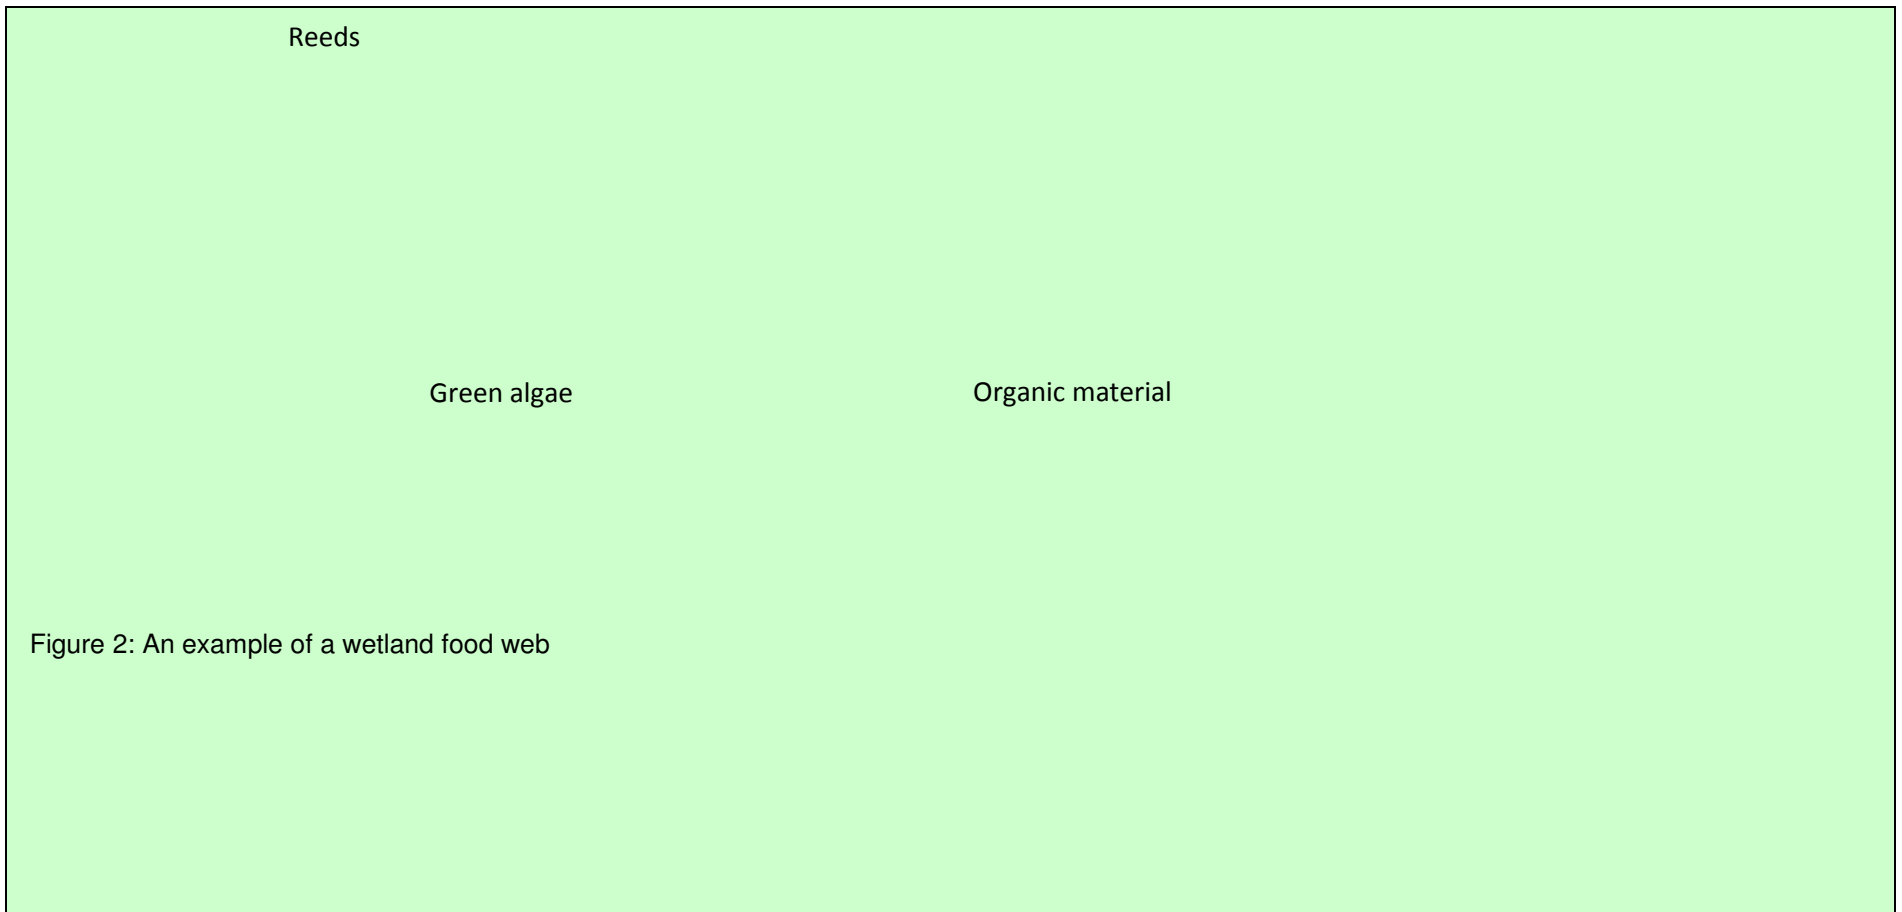 Reeds
Green algae
Organic material
Figure 2: An example of a wetland food web